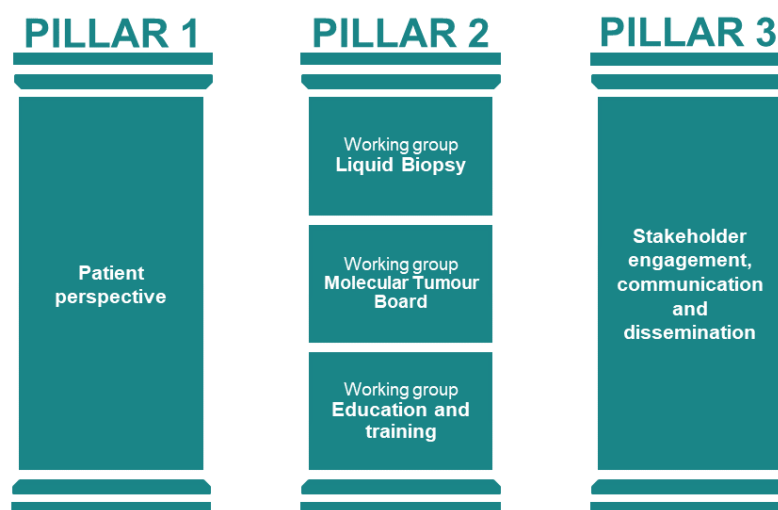 PILLAR 1
Patient
perspective
PILLAR 2
Working group
Liquid Biopsy
Working group
Molecular Tumour
Board
Working group
Education and
training
PILLAR 3
Stakeholder
engagement,
communication
and
dissemination